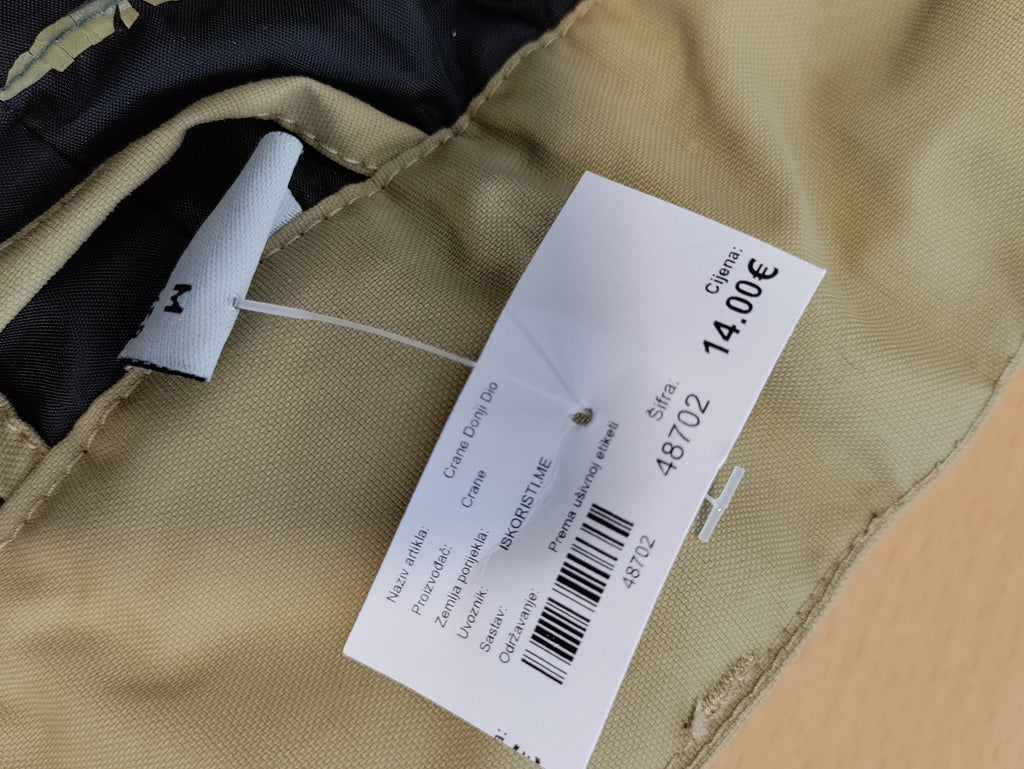 M
Naziv artikla: Crane Donji Dio
Proizvođač: Crane
Zemlja porijekla:
Uvoznik: ISKORISTI.ME
Sastav:
Održavanje: Prema ušivnoj etiketi
48702
Šifra:
48702
Cijena:
14.00€